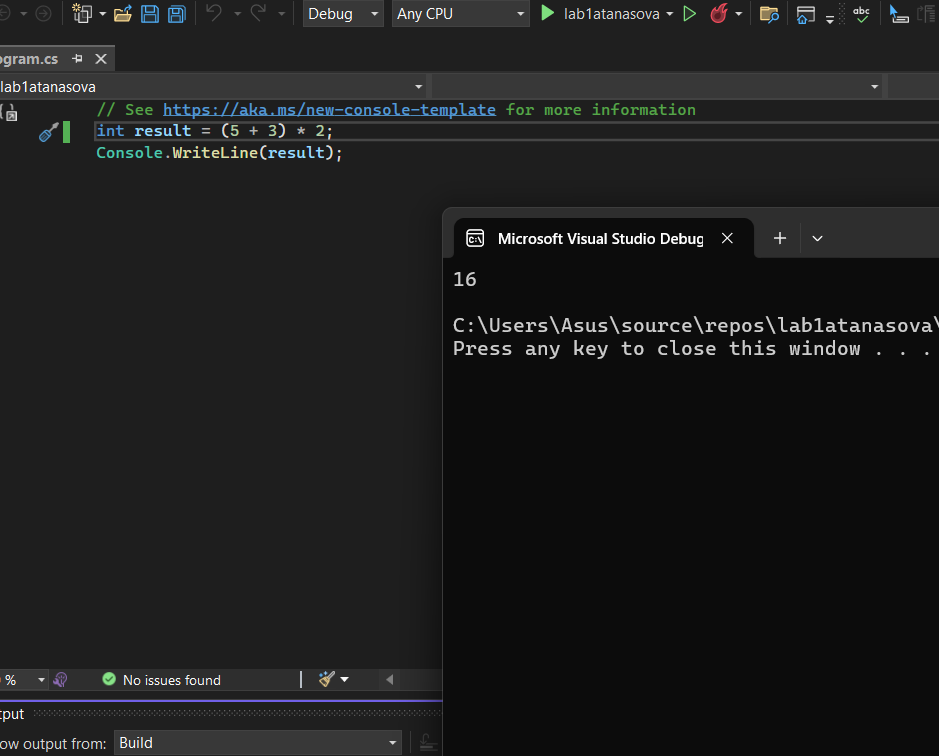 Debug
Any CPU
lab1atanasova
abc
ogram.cs
lab1atanasova
// See https://aka.ms/new-console-template for more information
int result = (5 + 3) * 2;
Console.WriteLine(result);
Microsoft Visual Studio Debug
16
C:\Users\Asus\source\repos\lab1atanasova\
Press any key to close this window . . .
%
No issues found
tput
ow output from:
Build